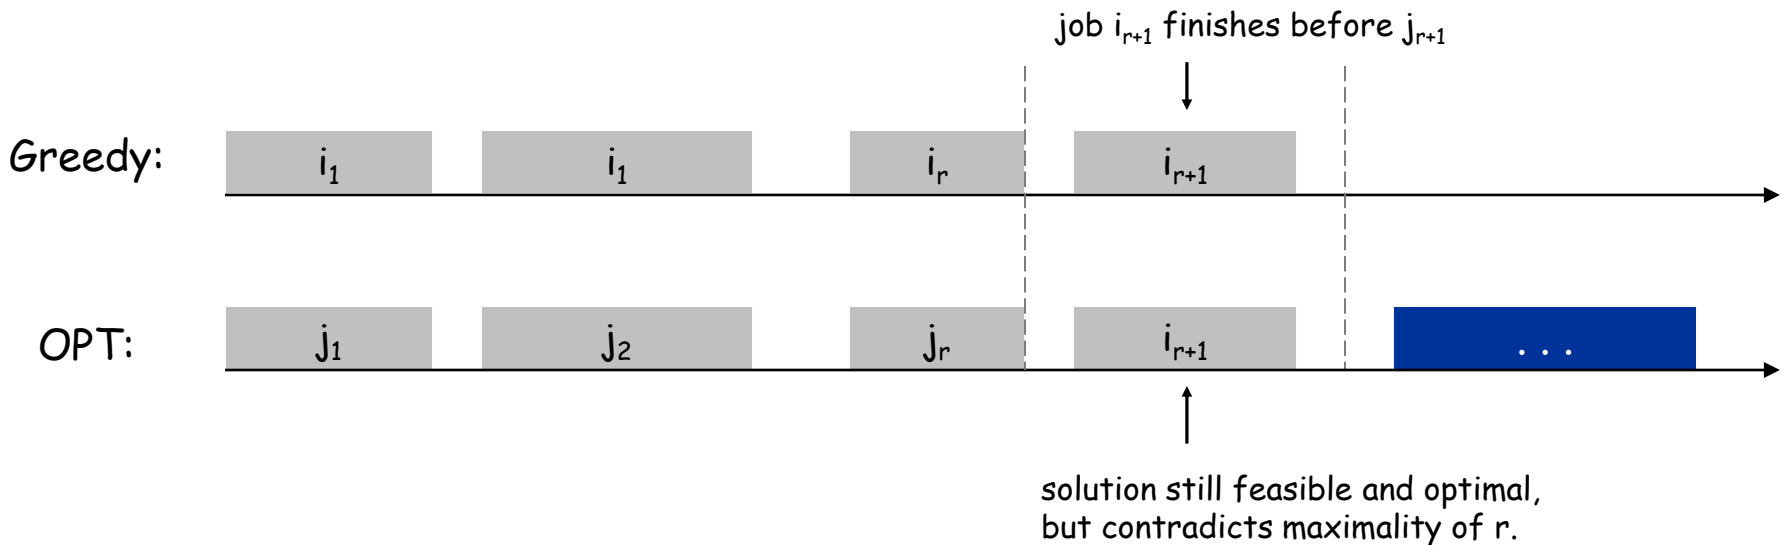 job i_{r+1} finishes before j_{r+1}
Greedy: i_1 i_1 i_r i_{r+1}
OPT: j_1 j_2 j_r i_{r+1} . . .
solution still feasible and optimal,
but contradicts maximality of r.